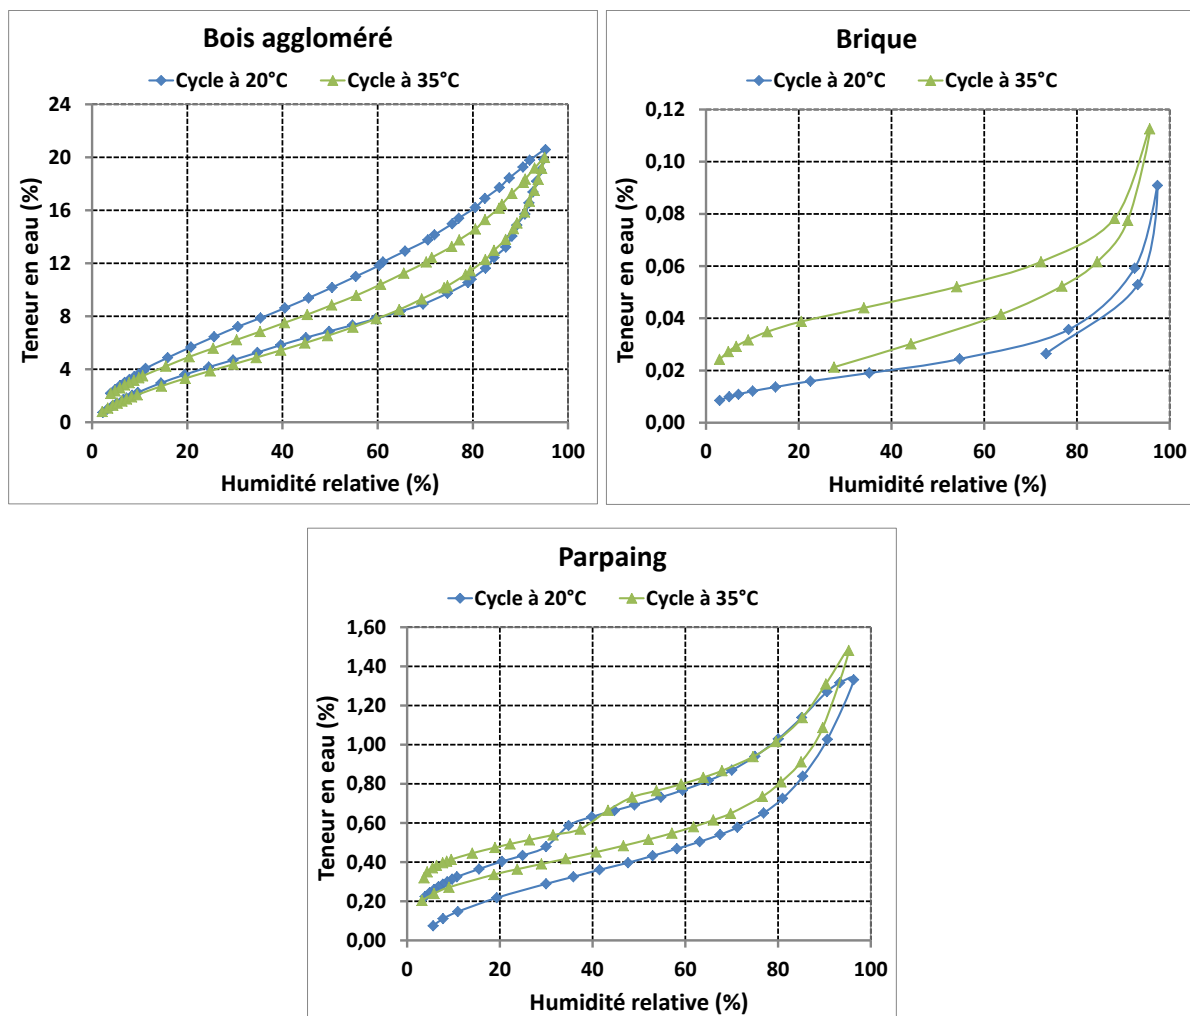 Bois aggloméré
Cycle à 20°C Cycle à 35°C
24
20
16
12
8
4
0
0 20 40 60 80 100
Teneur en eau (%)
Humidité relative (%)
Brique
Cycle à 20°C Cycle à 35°C
0,12
0,10
0,08
0,06
0,04
0,02
0,00
0 20 40 60 80 100
Teneur en eau (%)
Humidité relative (%)
Parpaing
Cycle à 20°C Cycle à 35°C
1,60
1,40
1,20
1,00
0,80
0,60
0,40
0,20
0,00
0 20 40 60 80 100
Teneur en eau (%)
Humidité relative (%)